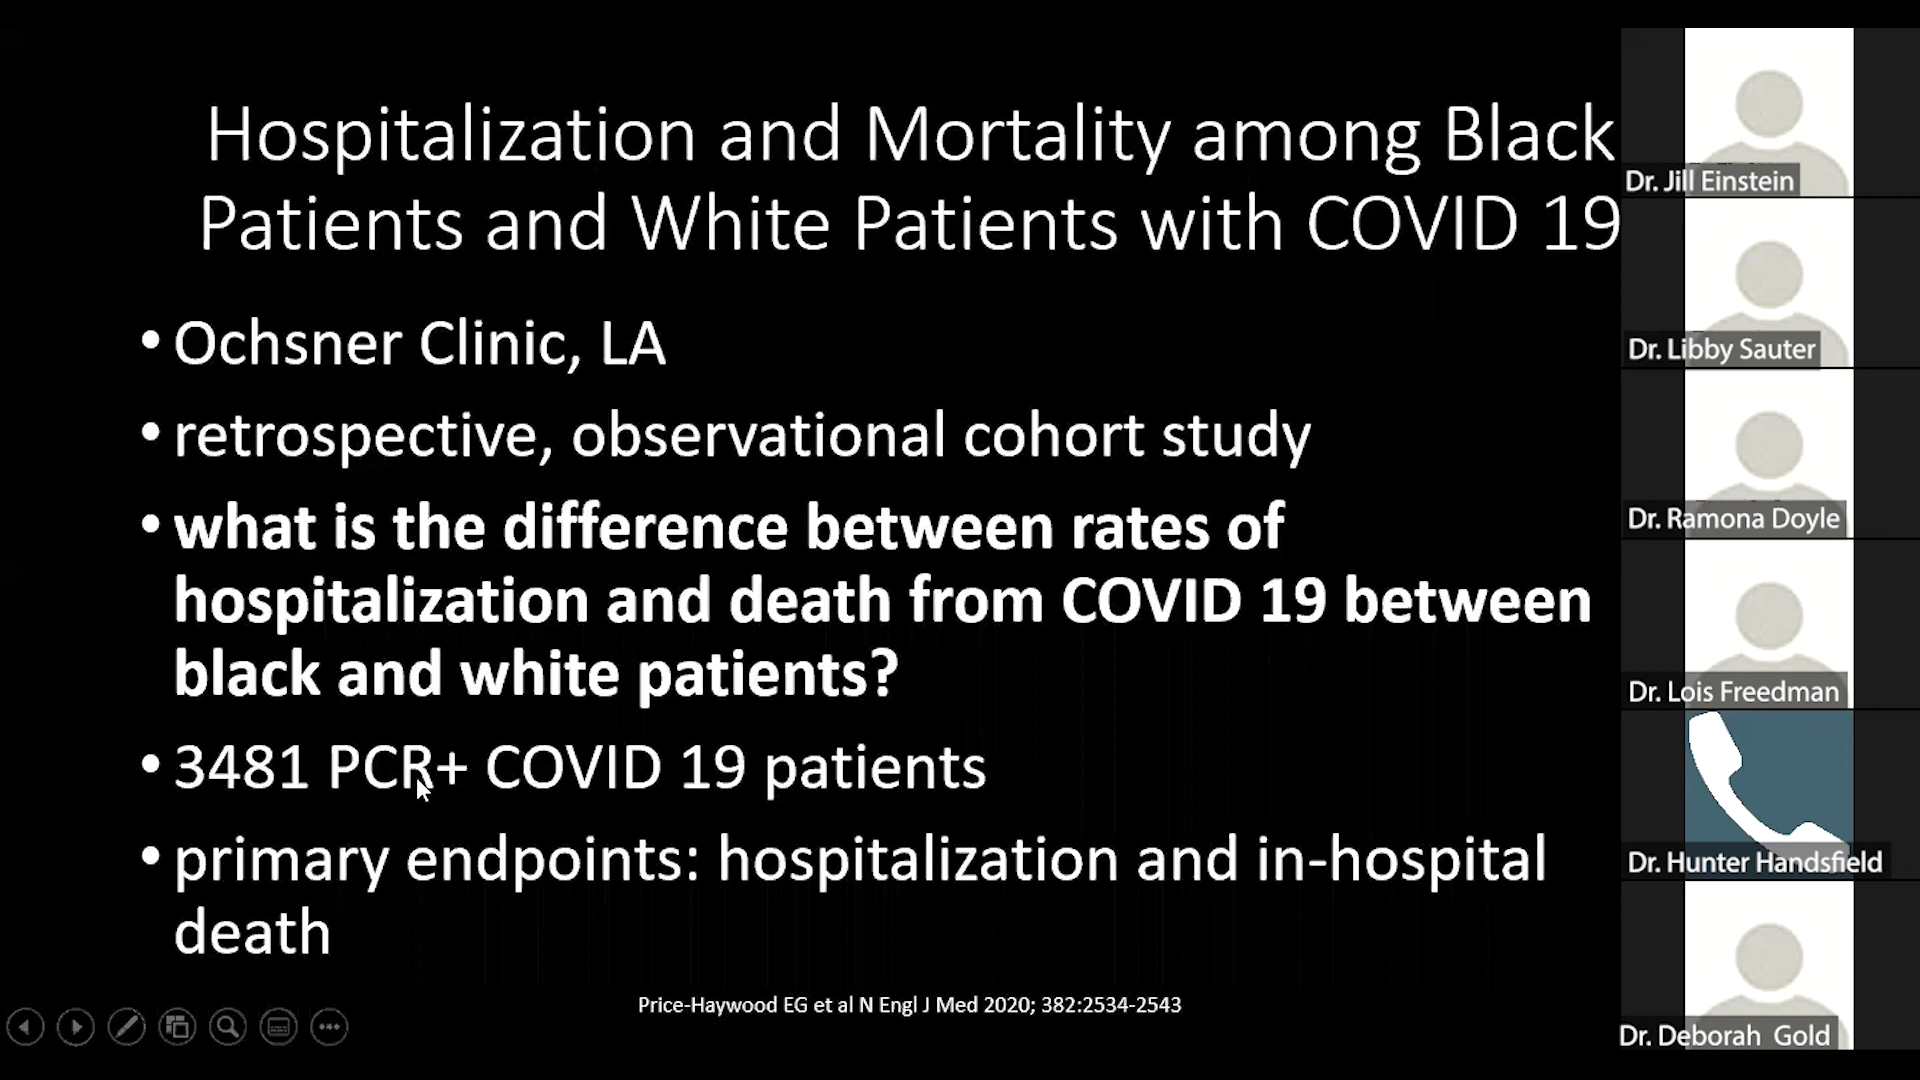 Hospitalization and Mortality among Black
Patients and White Patients with COVID 19
• Ochsner Clinic, LA
• retrospective, observational cohort study
• what is the difference between rates of
hospitalization and death from COVID 19 between
black and white patients?
• 3481 PCR+ COVID 19 patients
• primary endpoints: hospitalization and in-hospital
death
Price-Haywood EG et al N Engl J Med 2020; 382:2534-2543
Dr. Jill Einstein
Dr. Libby Sauter
Dr. Ramona Doyle
Dr. Lois Freedman
Dr. Hunter Handsfield
Dr. Deborah Gold